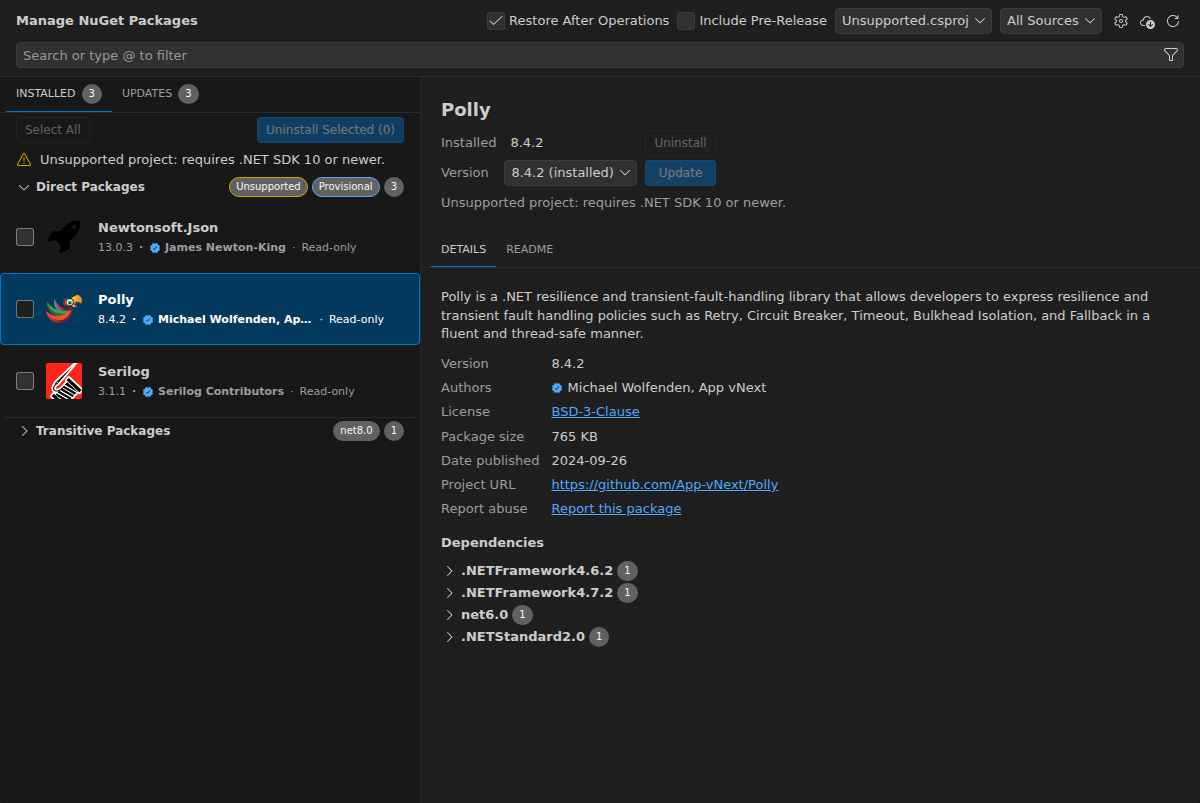 Manage NuGet Packages
Restore After Operations
Include Pre-Release
Unsupported.csproj
All Sources
Search or type @ to filter
INSTALLED 3
UPDATES 3
Select All
Uninstall Selected (0)
Unsupported project: requires .NET SDK 10 or newer.
Direct Packages
Unsupported
Provisional
3
Newtonsoft.Json
13.0.3 · James Newton-King · Read-only
Polly
8.4.2 · Michael Wolfenden, Ap... · Read-only
Serilog
3.1.1 · Serilog Contributors · Read-only
Transitive Packages
net8.0
1
Polly
Installed 8.4.2
Uninstall
Version 8.4.2 (installed)
Update
Unsupported project: requires .NET SDK 10 or newer.
DETAILS
README
Polly is a .NET resilience and transient-fault-handling library that allows developers to express resilience and
transient fault handling policies such as Retry, Circuit Breaker, Timeout, Bulkhead Isolation, and Fallback in a
fluent and thread-safe manner.
Version 8.4.2
Authors Michael Wolfenden, App vNext
License BSD-3-Clause
Package size 765 KB
Date published 2024-09-26
Project URL https://github.com/App-vNext/Polly
Report abuse Report this package
Dependencies
.NETFramework4.6.2 1
.NETFramework4.7.2 1
net6.0 1
.NETStandard2.0 1